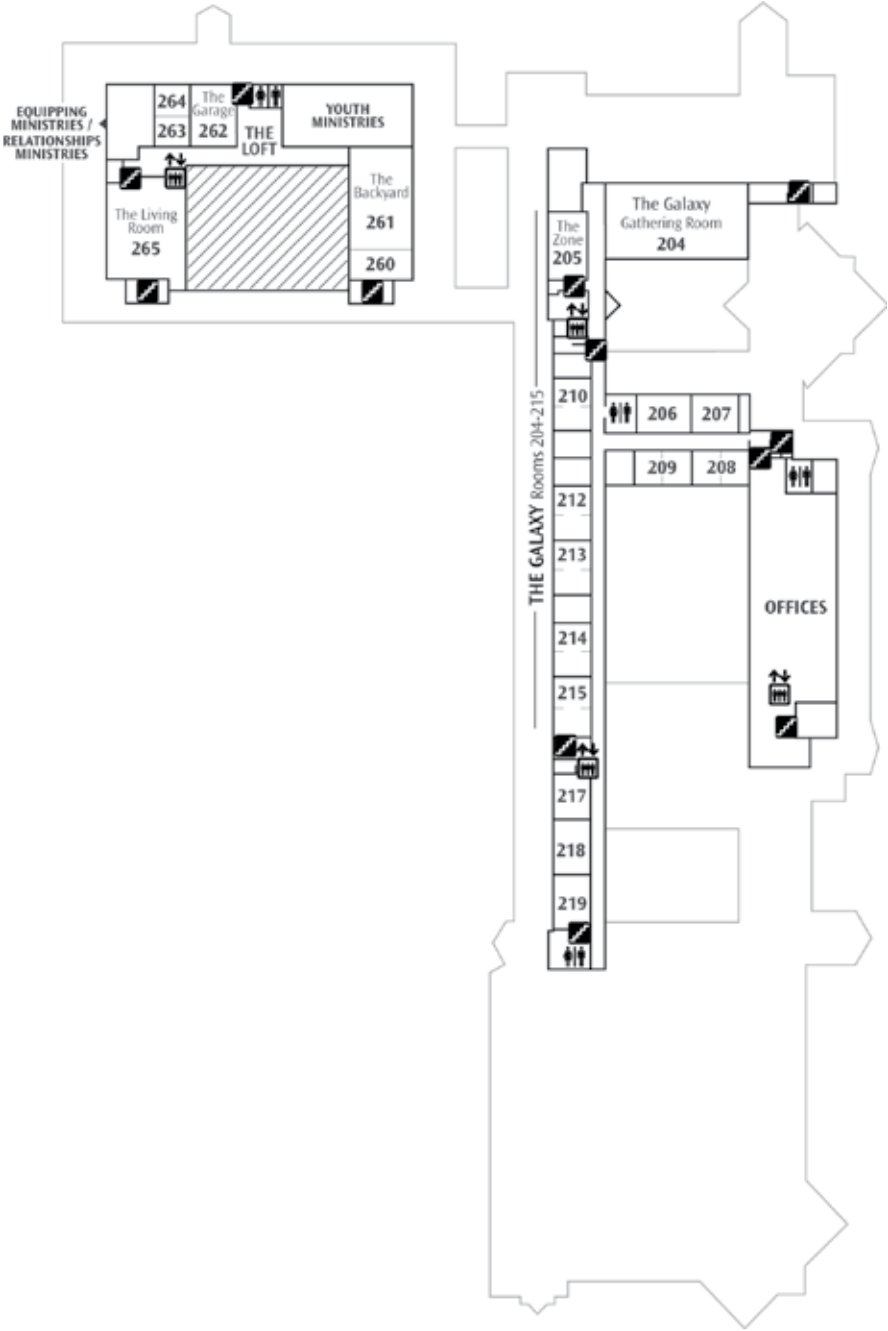 EQUIPPING
MINISTRIES /
RELATIONSHIPS
MINISTRIES
264
263
The
Garage
262
THE
LOFT
YOUTH
MINISTRIES
The
Backyard
261
260
The Living
Room
265
The
Zone
205
The Galaxy
Gathering Room
204
THE GALAXY Rooms 204-215
210
206
207
209
208
212
213
214
215
217
218
219
OFFICES